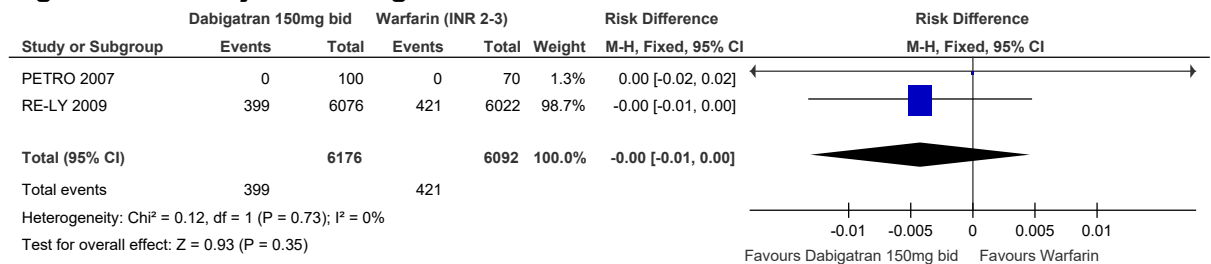 Dabigatran 150mg bid Warfarin (INR 2-3) Risk Difference Risk Difference
Study or Subgroup Events Total Events Total Weight M-H, Fixed, 95% CI M-H, Fixed, 95% CI
PETRO 2007 0 100 0 70 1.3% 0.00 [-0.02, 0.02]
RE-LY 2009 399 6076 421 6022 98.7% -0.00 [-0.01, 0.00]
Total (95% CI) 6176 6092 100.0% -0.00 [-0.01, 0.00]
Total events 399 421
Heterogeneity: Chi² = 0.12, df = 1 (P = 0.73); I² = 0%
Test for overall effect: Z = 0.93 (P = 0.35)
-0.01 -0.005 0 0.005 0.01
Favours Dabigatran 150mg bid Favours Warfarin